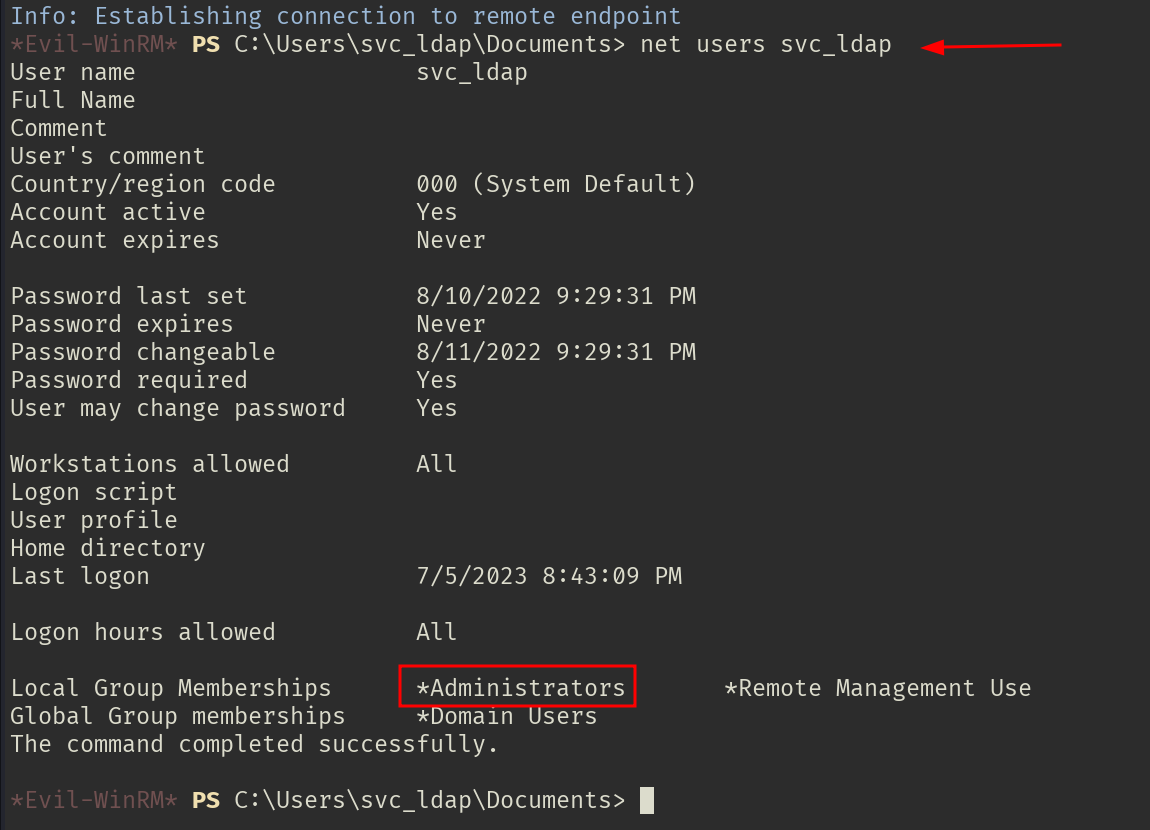 Info: Establishing connection to remote endpoint
*Evil-WinRM* PS C:\Users\svc_ldap\Documents> net users svc_ldap
User name                    svc_ldap
Full Name
Comment
User's comment
Country/region code          000 (System Default)
Account active               Yes
Account expires              Never
Password last set            8/10/2022 9:29:31 PM
Password expires             Never
Password changeable          8/11/2022 9:29:31 PM
Password required            Yes
User may change password     Yes
Workstations allowed         All
Logon script
User profile
Home directory
Last logon                   7/5/2023 8:43:09 PM
Logon hours allowed          All
Local Group Memberships      *Administrators       *Remote Management Use
Global Group memberships     *Domain Users
The command completed successfully.
*Evil-WinRM* PS C:\Users\svc_ldap\Documents>